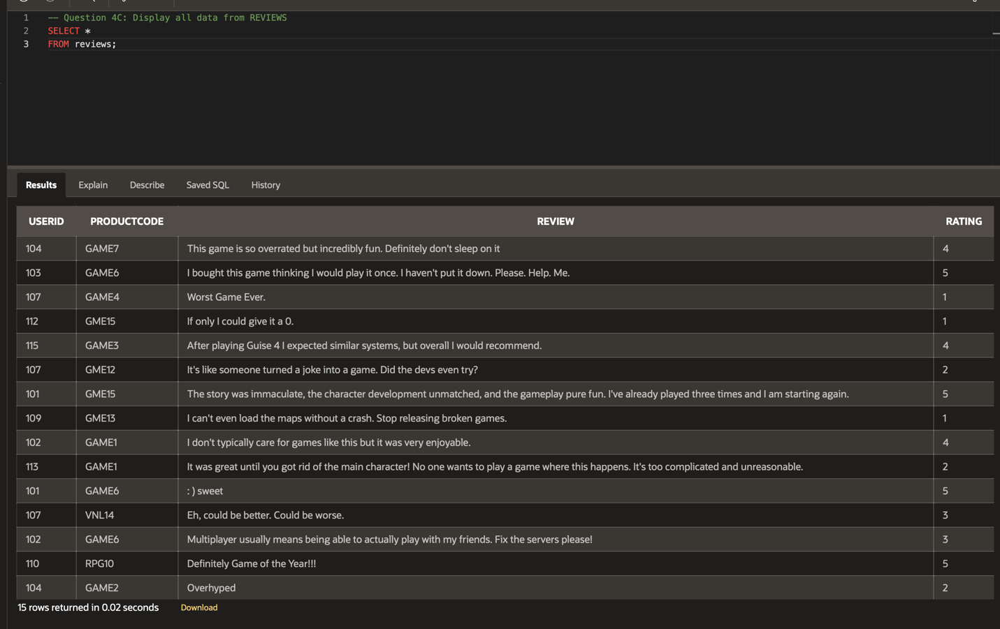 1 -- Question 4C: Display all data from REVIEWS
2 SELECT *
3 FROM reviews;
Results Explain Describe Saved SQL History
USERID PRODUCTCODE REVIEW RATING
104 GAME7 This game is so overrated but incredibly fun. Definitely don't sleep on it 4
103 GAME6 I bought this game thinking I would play it once. I haven't put it down. Please. Help. Me. 5
107 GAME4 Worst Game Ever. 1
112 GME15 If only I could give it a 0. 1
115 GAME3 After playing Guise 4 I expected similar systems, but overall I would recommend. 4
107 GME12 It's like someone turned a joke into a game. Did the devs even try? 2
101 GME15 The story was immaculate, the character development unmatched, and the gameplay pure fun. I've already played three times and I am starting again. 5
109 GME13 I can't even load the maps without a crash. Stop releasing broken games. 1
102 GAME1 I don't typically care for games like this but it was very enjoyable. 4
113 GAME1 It was great until you got rid of the main character! No one wants to play a game where this happens. It's too complicated and unreasonable. 2
101 GAME6 : ) sweet 5
107 VNL14 Eh, could be better. Could be worse. 3
102 GAME6 Multiplayer usually means being able to actually play with my friends. Fix the servers please! 3
110 RPG10 Definitely Game of the Year!!! 5
104 GAME2 Overhyped 2
15 rows returned in 0.02 seconds Download